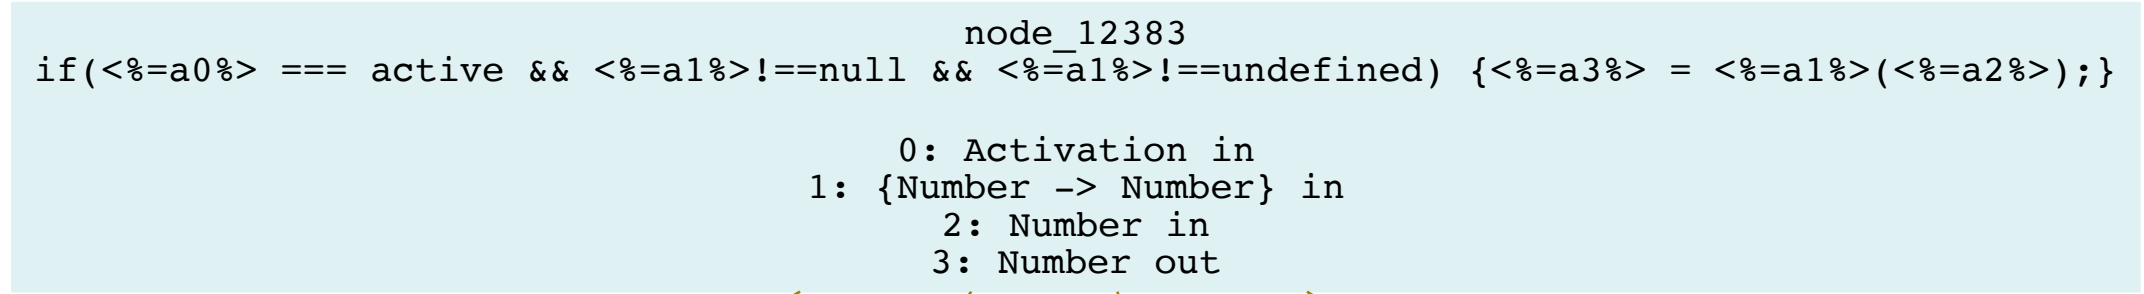 node_12383
if(<%=a0%> === active && <%=a1%>!==null && <%=a1%>!==undefined) {<%=a3%> = <%=a1%>(<%=a2%>);}
0: Activation in
1: {Number -> Number} in
2: Number in
3: Number out